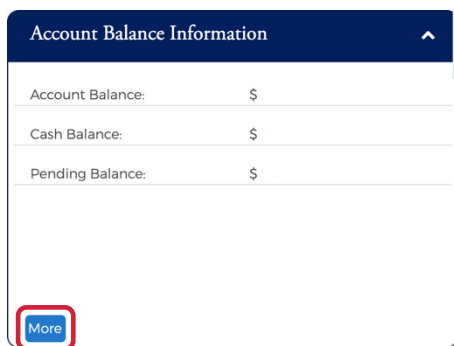 Account Balance Information
Account Balance: $
Cash Balance: $
Pending Balance: $
More